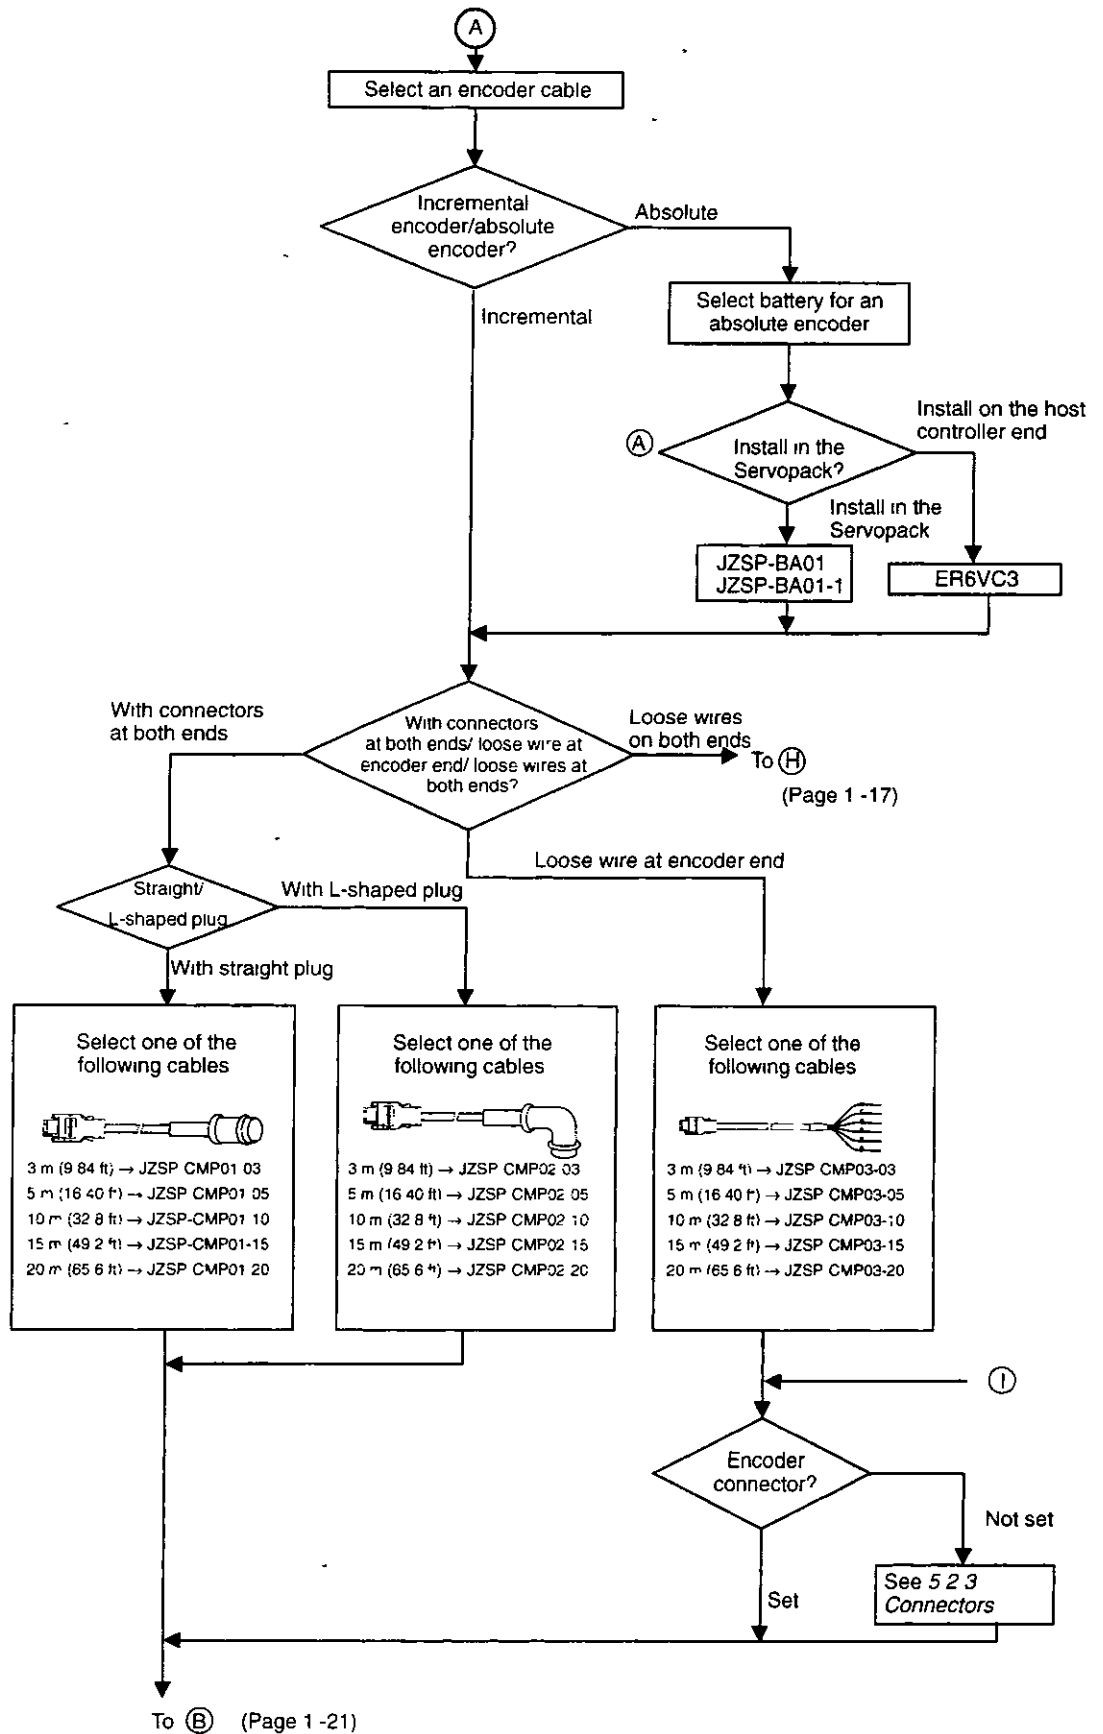 A
Select an encoder cable
Incremental
encoder/absolute
encoder?
Absolute
Incremental
Select battery for an
absolute encoder
A
Install in the
Servopack?
Install on the host
controller end
Install in the
Servopack
JZSP-BA01
JZSP-BA01-1
ER6VC3
With connectors
at both ends
With connectors
at both ends/ loose wire at
encoder end/ loose wires at
both ends?
Loose wires
on both ends
To H
(Page 1 -17)
Loose wire at encoder end
Straight/
L-shaped plug
With L-shaped plug
With straight plug
Select one of the
following cables
3 m (9 84 ft) → JZSP CMP01 03
5 m (16 40 ft) → JZSP CMP01 05
10 m (32 8 ft) → JZSP-CMP01 10
15 m (49 2 ft) → JZSP-CMP01-15
20 m (65 6 ft) → JZSP CMP01 20
Select one of the
following cables
3 m (9 84 ft) → JZSP CMP02 03
5 m (16 40 ft) → JZSP CMP02 05
10 m (32 8 ft) → JZSP CMP02 10
15 m (49 2 ft) → JZSP CMP02 15
20 m (65 6 ft) → JZSP CMP02 20
Select one of the
following cables
3 m (9 84 ft) → JZSP CMP03-03
5 m (16 40 ft) → JZSP CMP03-05
10 m (32 8 ft) → JZSP CMP03-10
15 m (49 2 ft) → JZSP CMP03-15
20 m (65 6 ft) → JZSP CMP03-20
I
Encoder
connector?
Not set
Set
See 5 2 3
Connectors
To B (Page 1 -21)